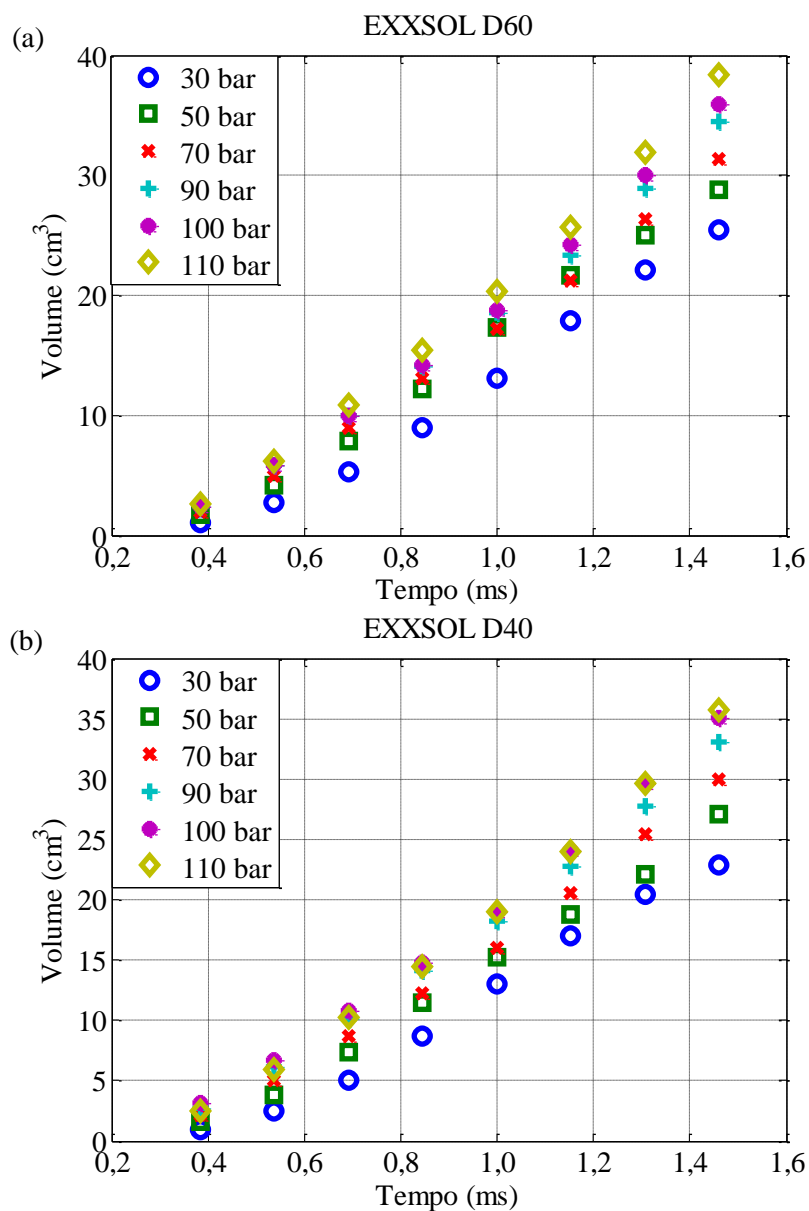 (a)
EXXSOL D60
40
30
20
10
0
Volume (cm³)
30 bar
50 bar
70 bar
90 bar
100 bar
110 bar
0,2 0,4 0,6 0,8 1,0 1,2 1,4 1,6
Tempo (ms)
(b)
EXXSOL D40
40
35
30
25
20
15
10
5
0
Volume (cm³)
30 bar
50 bar
70 bar
90 bar
100 bar
110 bar
0,2 0,4 0,6 0,8 1,0 1,2 1,4 1,6
Tempo (ms)